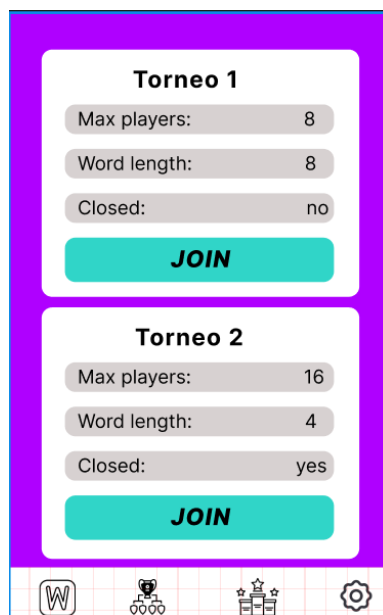 Torneo 1
Max players: 8
Word length: 8
Closed: no
JOIN
Torneo 2
Max players: 16
Word length: 4
Closed: yes
JOIN
W